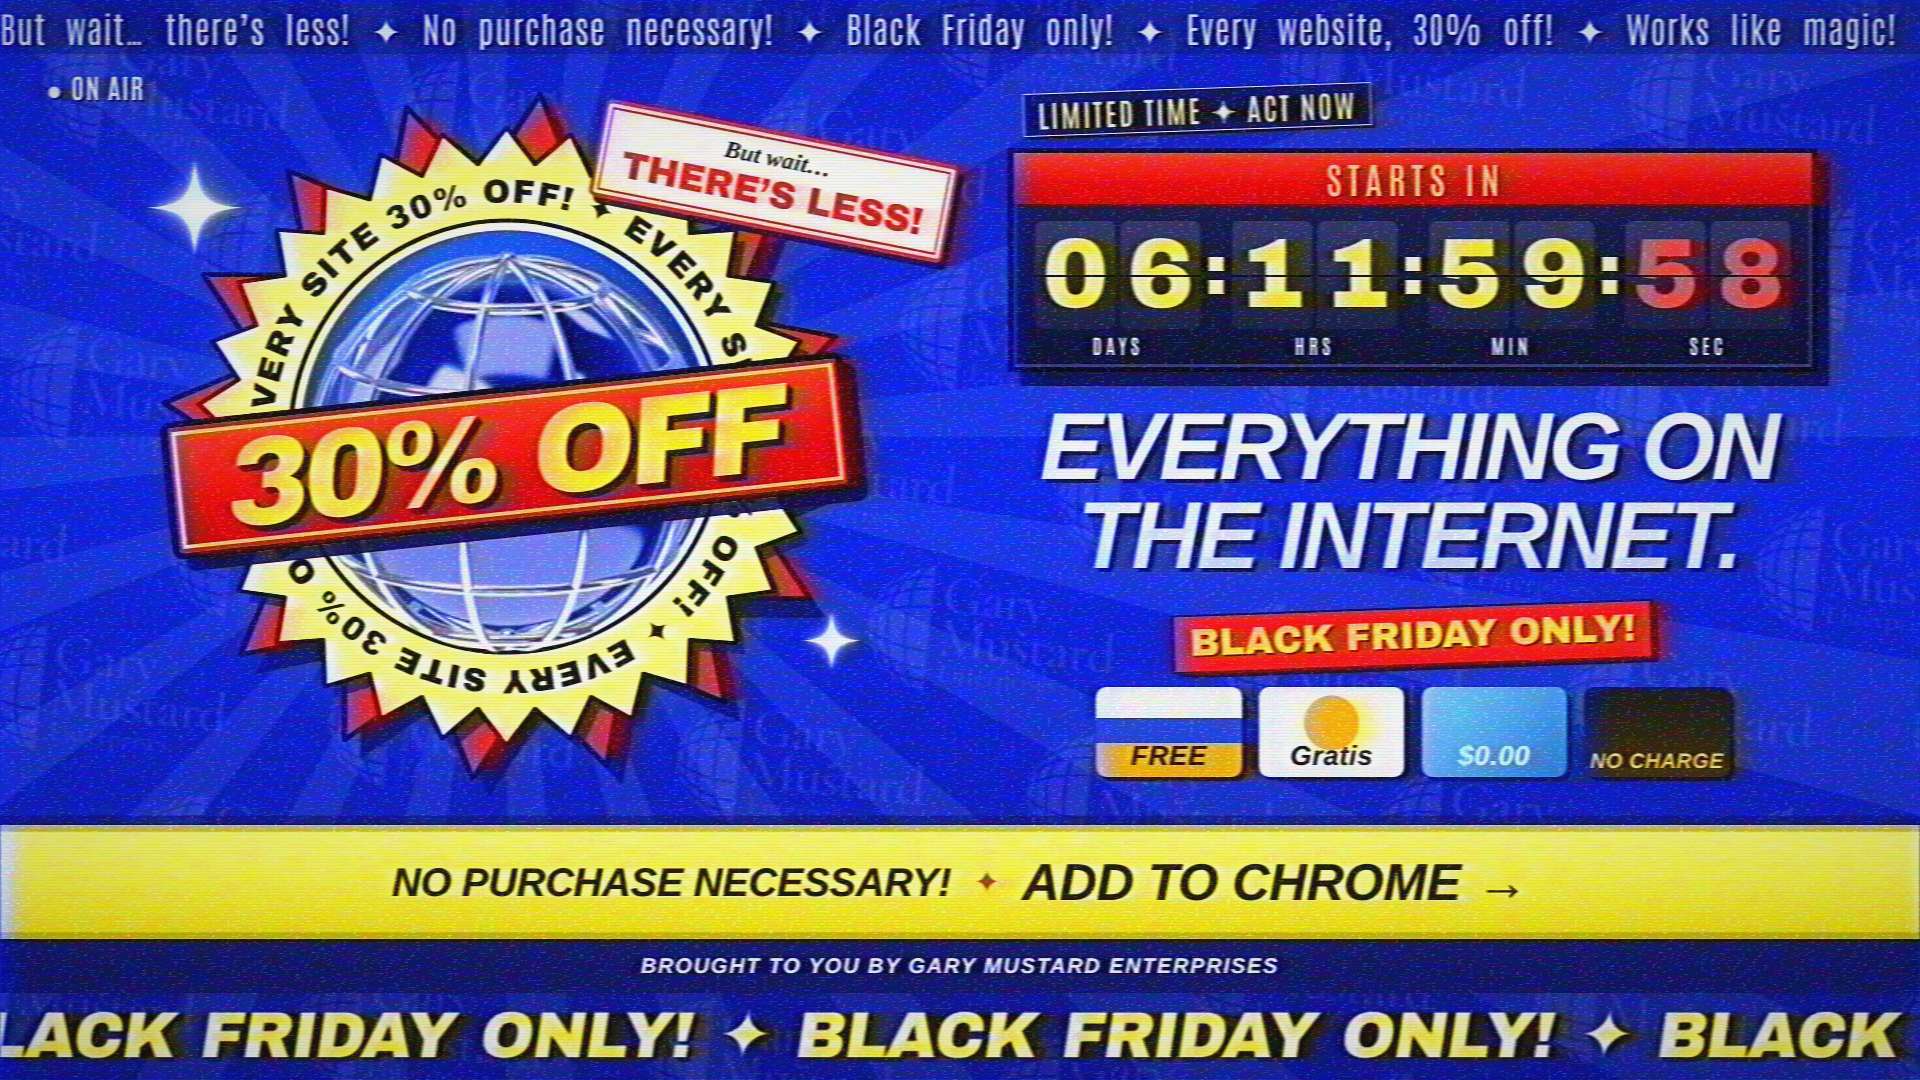 But wait… there’s less! ✦ No purchase necessary! ✦ Black Friday only! ✦ Every website, 30% off! ✦ Works like magic!
● ON AIR
But wait...
THERE’S LESS!
EVERY SITE 30% OFF! ✦ EVERY SITE 30% OFF! ✦
30% OFF
LIMITED TIME ✦ ACT NOW
STARTS IN
06:11:59:58
DAYS HRS MIN SEC
EVERYTHING ON
THE INTERNET.
BLACK FRIDAY ONLY!
FREE
Gratis
$0.00
NO CHARGE
NO PURCHASE NECESSARY! ✦ ADD TO CHROME →
BROUGHT TO YOU BY GARY MUSTARD ENTERPRISES
LACK FRIDAY ONLY! ✦ BLACK FRIDAY ONLY! ✦ BLACK
Gary
Mustard